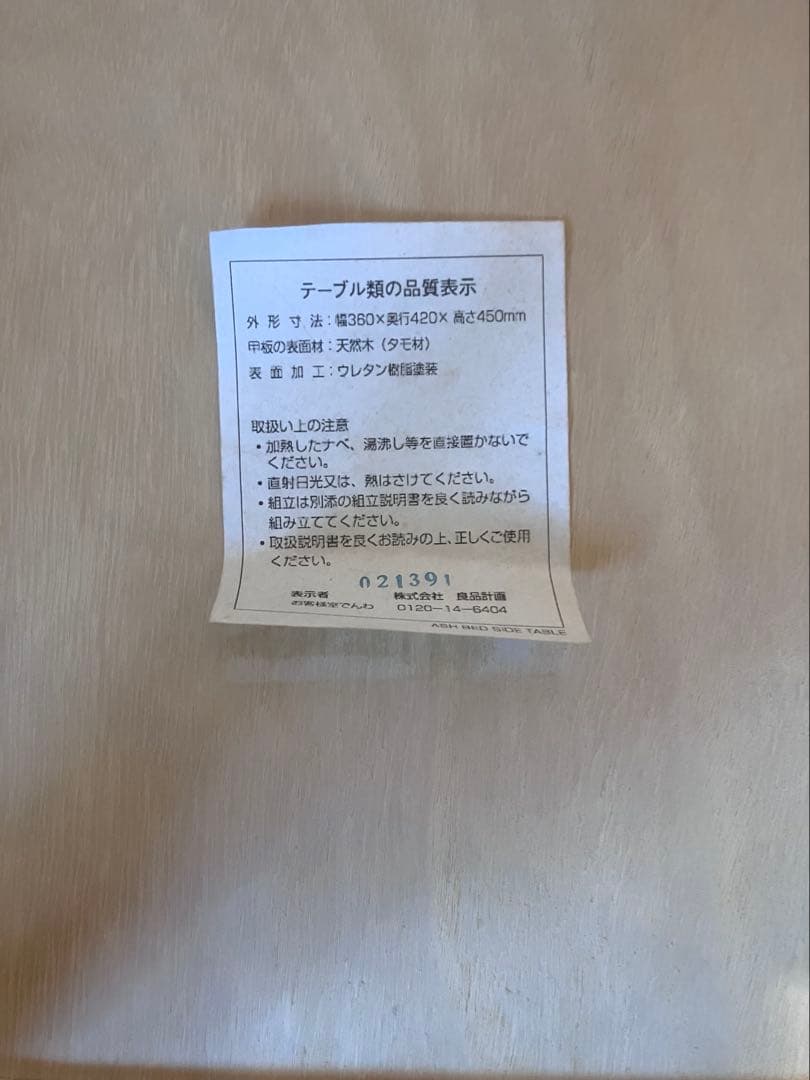 テーブル類の品質表示
外形寸法：幅360×奥行420×高さ450mm
甲板の表面材：天然木（タモ材）
表面加工：ウレタン樹脂塗装
取扱い上の注意
・加熱したナベ、湯沸し等を直接置かないで
ください。
・直射日光又は、熱はさけてください。
・組立は別添の組立説明書を良く読みながら
組み立ててください。
・取扱説明書を良くお読みの上、正しくご使用
ください。
021391
表示者 株式会社 良品計画
お客様室でんわ 0120-14-6404
ASH BED SIDE TABLE